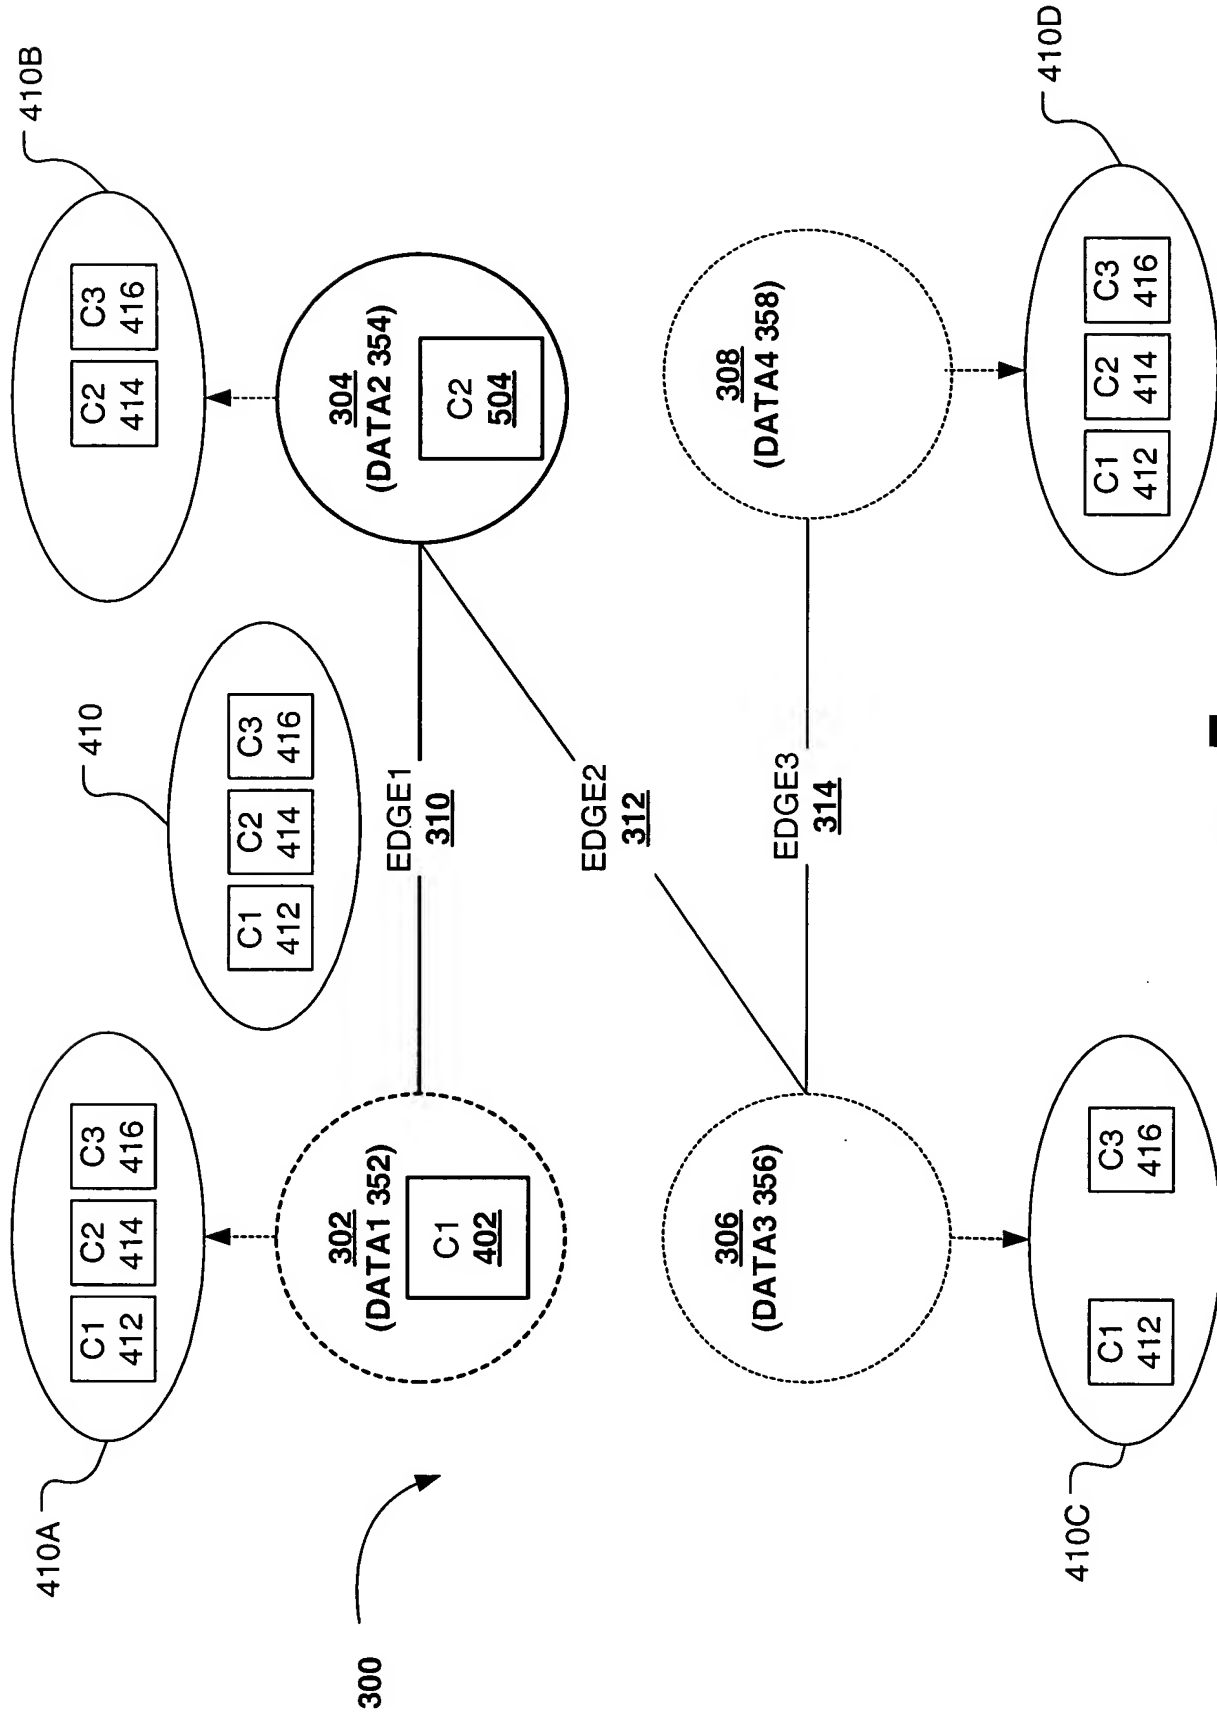 410A
C1
412
C2
414
C3
416
410
C1
412
C2
414
C3
416
410B
C2
414
C3
416
300
302
(DATA1 352)
C1
402
EDGE1
310
304
(DATA2 354)
C2
504
EDGE2
312
306
(DATA3 356)
EDGE3
314
308
(DATA4 358)
410C
C1
412
C3
416
C1
412
C2
414
C3
416
410D